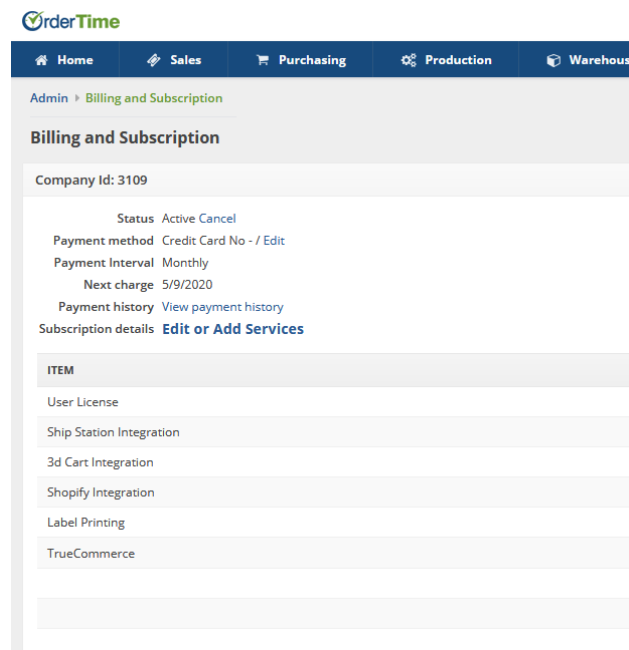 OrderTime
Home Sales Purchasing Production Warehous
Admin Billing and Subscription
Billing and Subscription
Company Id: 3109
Status Active Cancel
Payment method Credit Card No - / Edit
Payment Interval Monthly
Next charge 5/9/2020
Payment history View payment history
Subscription details Edit or Add Services
ITEM
User License
Ship Station Integration
3d Cart Integration
Shopify Integration
Label Printing
TrueCommerce